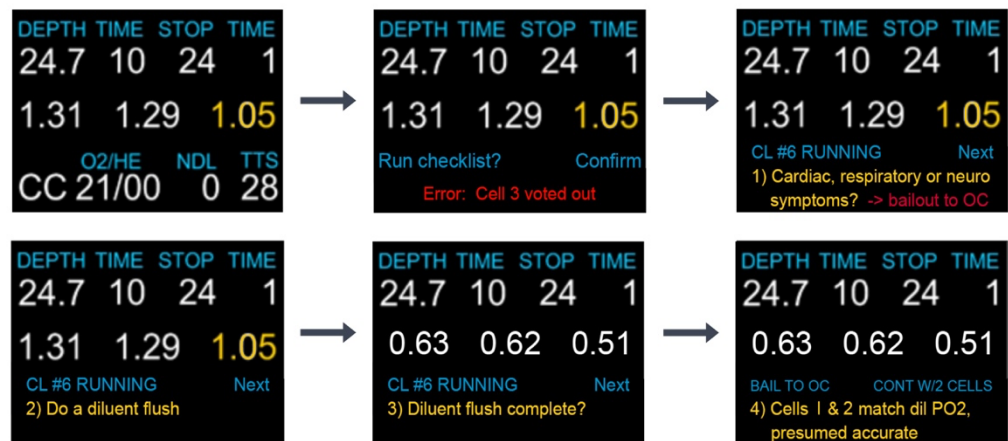 DEPTH TIME STOP TIME
24.7 10 24 1
1.31 1.29 1.05
O2/HE NDL TTS
CC 21/00 0 28
DEPTH TIME STOP TIME
24.7 10 24 1
1.31 1.29 1.05
Run checklist? Confirm
Error: Cell 3 voted out
DEPTH TIME STOP TIME
24.7 10 24 1
1.31 1.29 1.05
CL #6 RUNNING Next
1) Cardiac, respiratory or neuro
symptoms? -> bailout to OC
DEPTH TIME STOP TIME
24.7 10 24 1
1.31 1.29 1.05
CL #6 RUNNING Next
2) Do a diluent flush
DEPTH TIME STOP TIME
24.7 10 24 1
0.63 0.62 0.51
CL #6 RUNNING Next
3) Diluent flush complete?
DEPTH TIME STOP TIME
24.7 10 24 1
0.63 0.62 0.51
BAIL TO OC CONT W/2 CELLS
4) Cells 1 & 2 match dil PO2,
presumed accurate